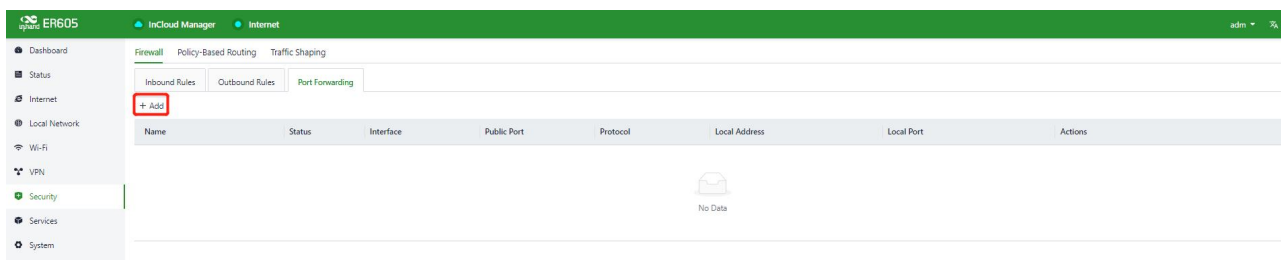 inhand ER605 InCloud Manager Internet adm
Dashboard
Status
Internet
Local Network
Wi-Fi
VPN
Security
Services
System
Firewall Policy-Based Routing Traffic Shaping
Inbound Rules Outbound Rules Port Forwarding
+ Add
Name Status Interface Public Port Protocol Local Address Local Port Actions
No Data